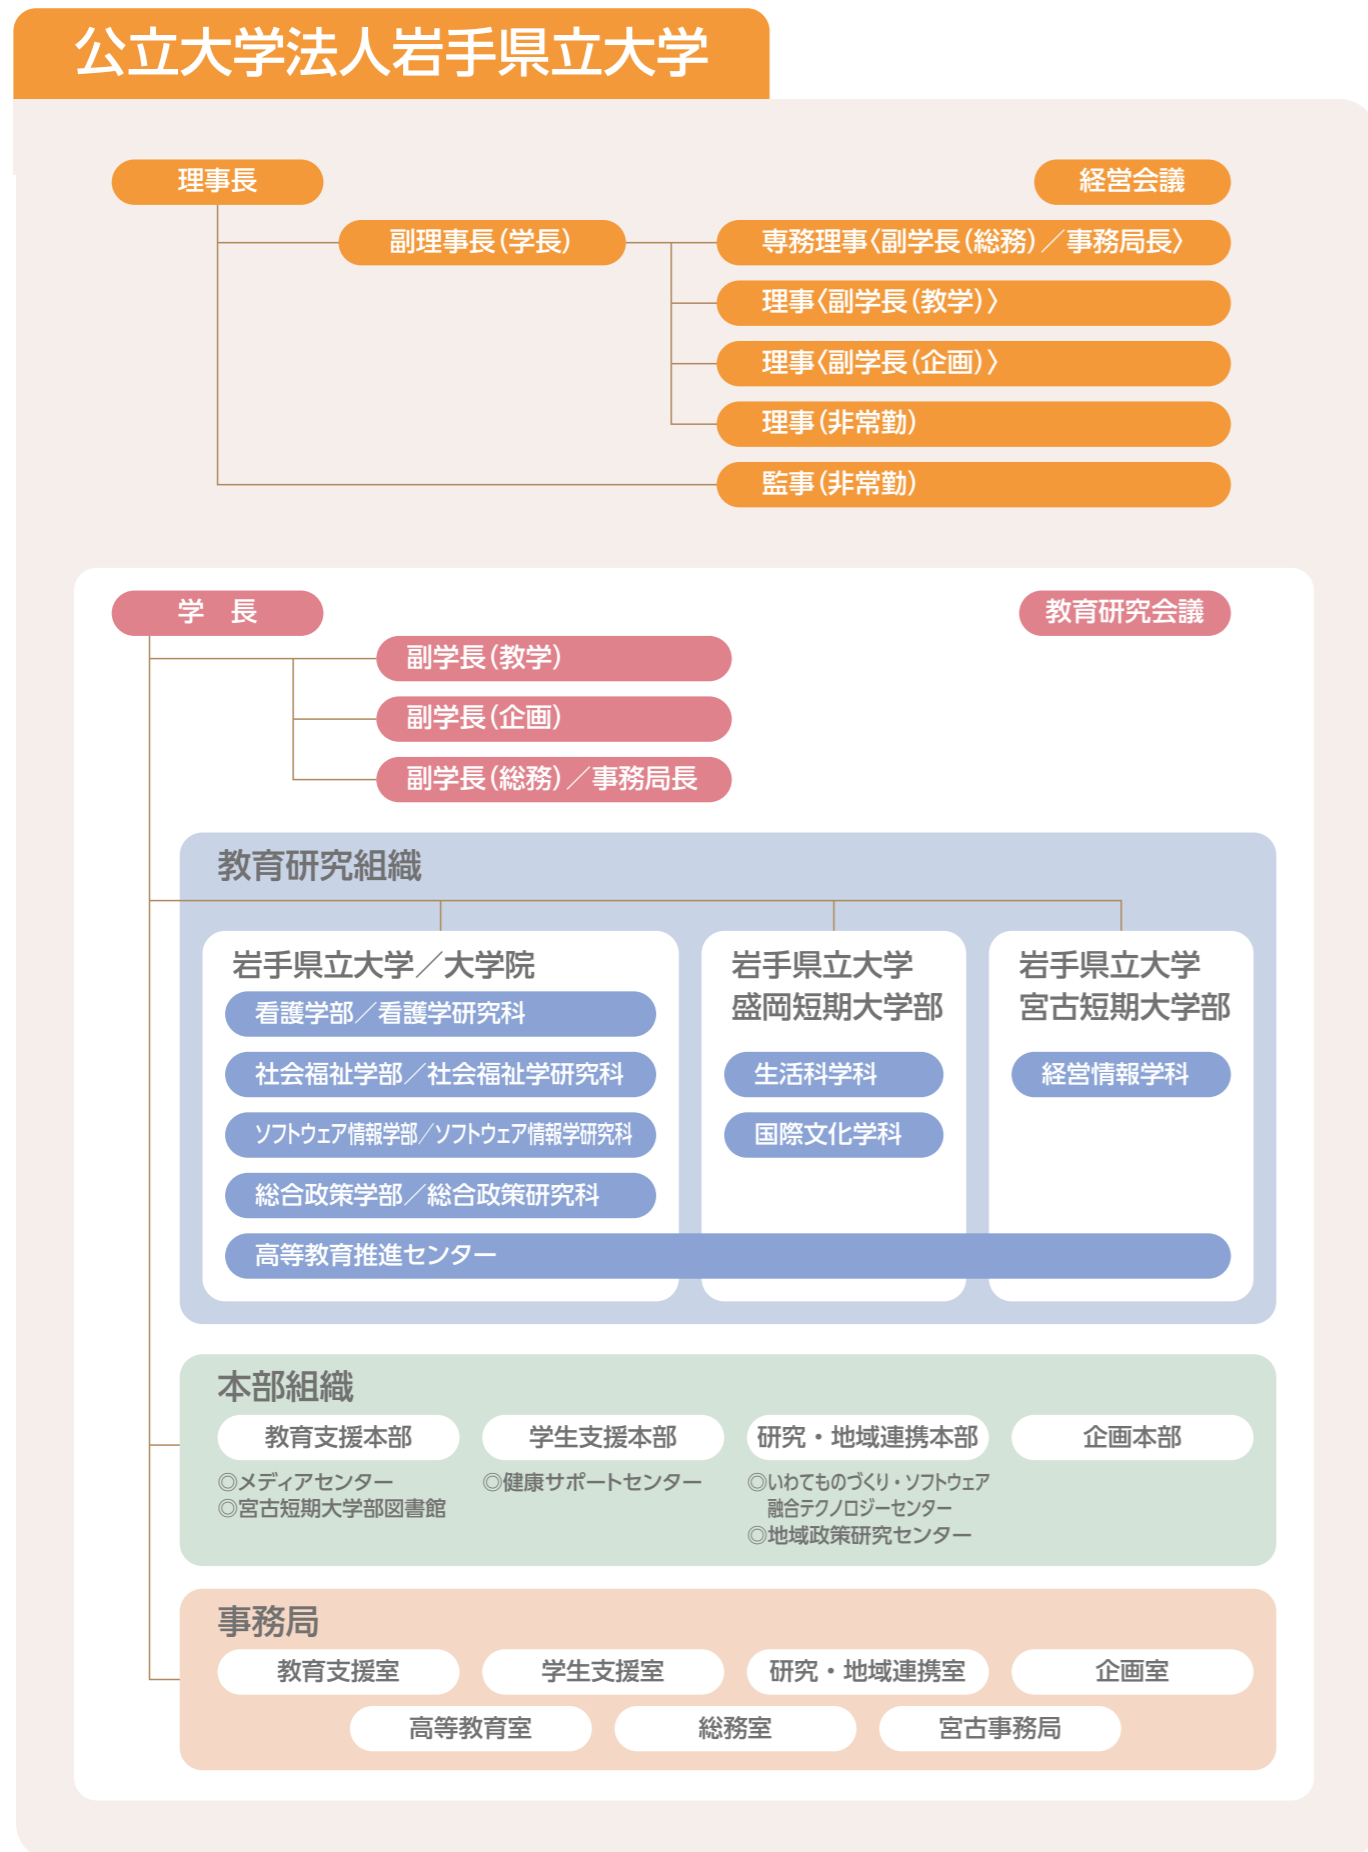 公立大学法人岩手県立大学
理事長
経営会議
副理事長(学長)
専務理事〈副学長(総務)／事務局長〉
理事〈副学長(教学)〉
理事〈副学長(企画)〉
理事(非常勤)
監事(非常勤)
学　長
教育研究会議
副学長(教学)
副学長(企画)
副学長(総務)／事務局長
教育研究組織
岩手県立大学／大学院
看護学部／看護学研究科
社会福祉学部／社会福祉学研究科
ソフトウェア情報学部／ソフトウェア情報学研究科
総合政策学部／総合政策研究科
高等教育推進センター
岩手県立大学
盛岡短期大学部
生活科学科
国際文化学科
岩手県立大学
宮古短期大学部
経営情報学科
本部組織
教育支援本部
◎メディアセンター
◎宮古短期大学部図書館
学生支援本部
◎健康サポートセンター
研究・地域連携本部
◎いわてものづくり・ソフトウェア
融合テクノロジーセンター
◎地域政策研究センター
企画本部
事務局
教育支援室
学生支援室
研究・地域連携室
企画室
高等教育室
総務室
宮古事務局